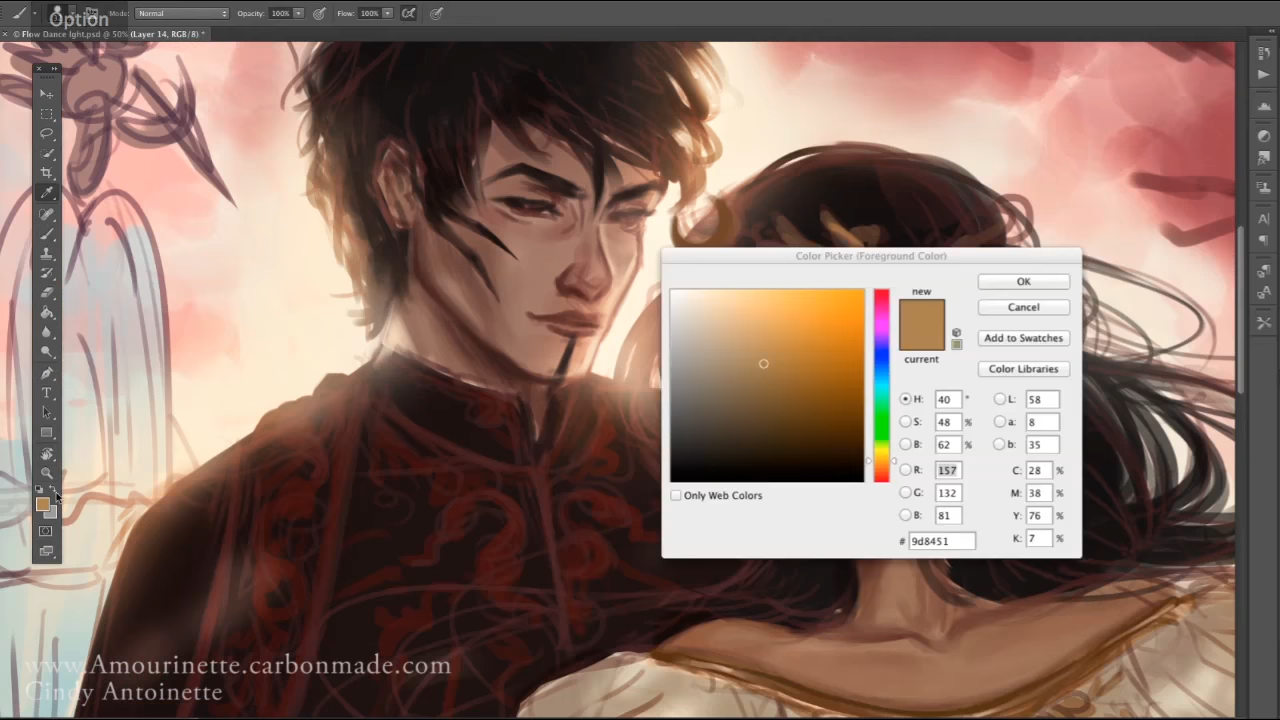 Option
Mode: Normal Opacity: 100% Flow: 100%
× © Flow Dance lght.psd @ 50% (Layer 14, RGB/8) *
Color Picker (Foreground Color)
new
current
OK
Cancel
Add to Swatches
Color Libraries
H: 40 ° L: 58
S: 48 % a: 8
B: 62 % b: 35
R: 157 C: 28 %
G: 132 M: 38 %
B: 81 Y: 76 %
# 9d8451 K: 7 %
Only Web Colors
www.Amourinette.carbonmade.com
Cindy Antoinette